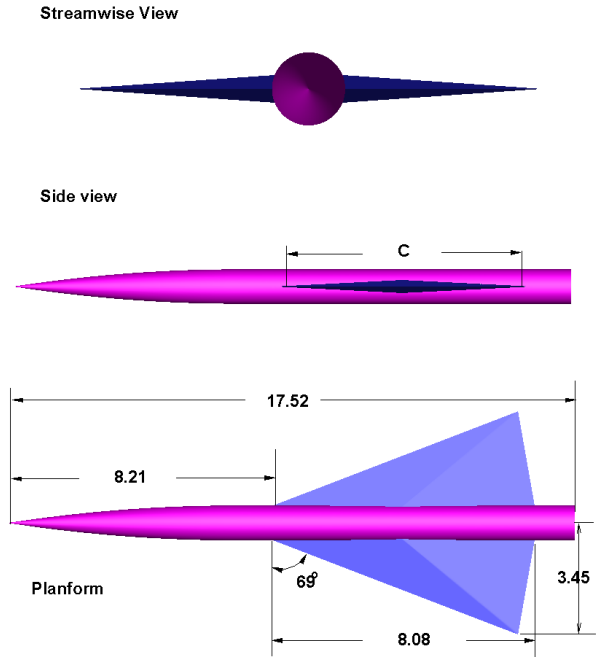 Streamwise View
Side view
C
17.52
8.21
69°
3.45
Planform
8.08